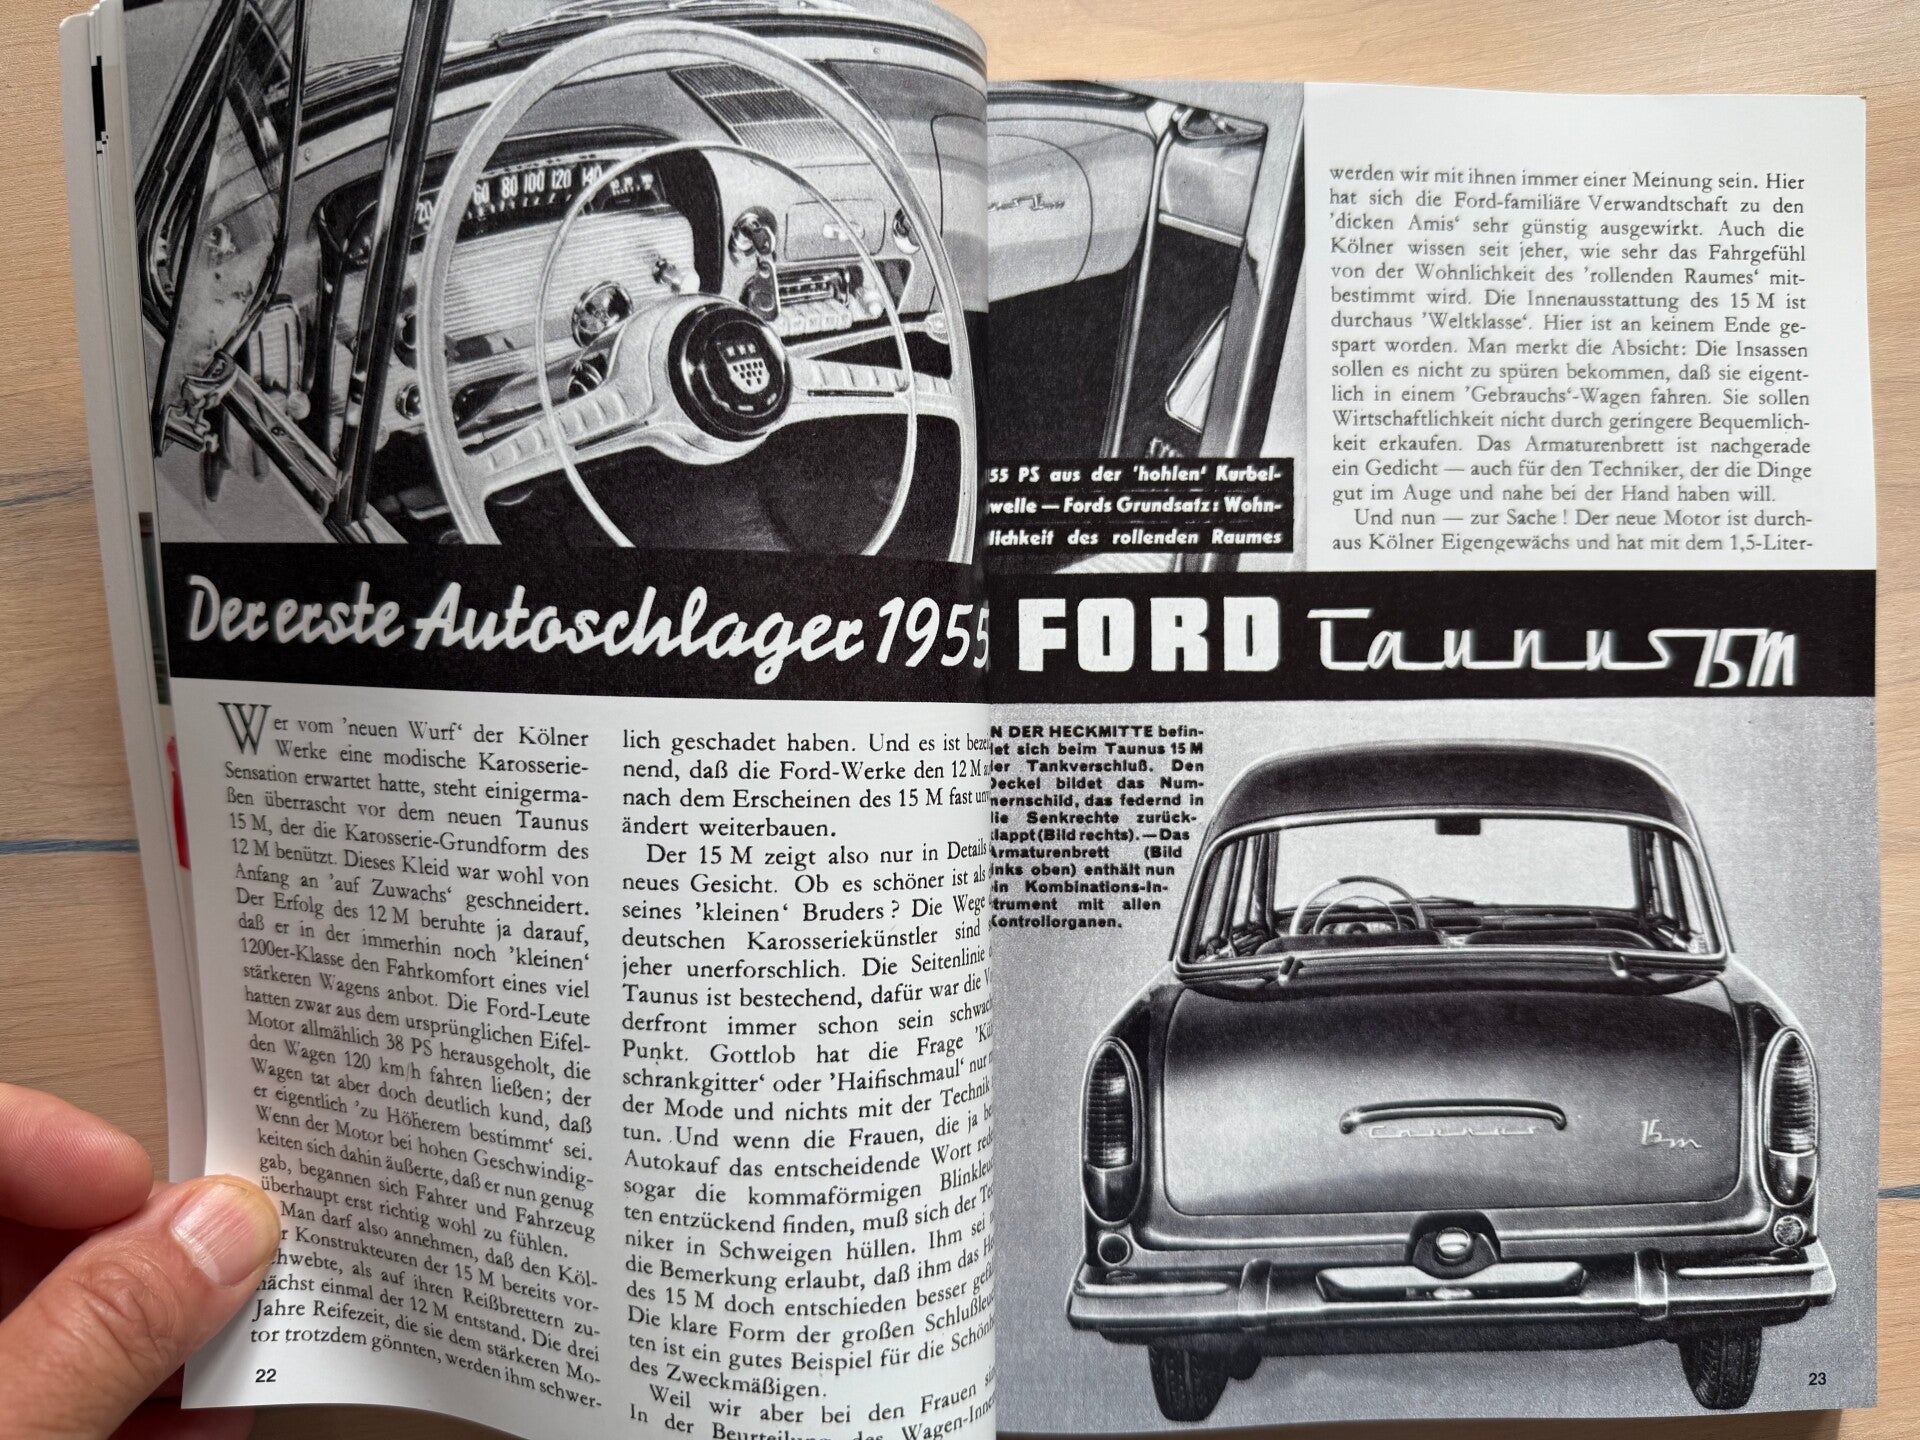 20 60 80 100 120 140
55 PS aus der 'hohlen' Kurbel-
welle — Fords Grundsatz: Wohn-
lichkeit des rollenden Raumes
werden wir mit ihnen immer einer Meinung sein. Hier
hat sich die Ford-familiäre Verwandtschaft zu den
'dicken Amis‘ sehr günstig ausgewirkt. Auch die
Kölner wissen seit jeher, wie sehr das Fahrgefühl
von der Wohnlichkeit des 'rollenden Raumes‘ mit-
bestimmt wird. Die Innenausstattung des 15 M ist
durchaus 'Weltklasse‘. Hier ist an keinem Ende ge-
spart worden. Man merkt die Absicht: Die Insassen
sollen es nicht zu spüren bekommen, daß sie eigent-
lich in einem 'Gebrauchs‘-Wagen fahren. Sie sollen
Wirtschaftlichkeit nicht durch geringere Bequemlich-
keit erkaufen. Das Armaturenbrett ist nachgerade
ein Gedicht — auch für den Techniker, der die Dinge
gut im Auge und nahe bei der Hand haben will.
Und nun — zur Sache! Der neue Motor ist durch-
aus Kölner Eigengewächs und hat mit dem 1,5-Liter-
Der erste Autoschlager 1955
FORD Taunus 15M
Wer vom 'neuen Wurf‘ der Kölner
Werke eine modische Karosserie-
Sensation erwartet hatte, steht einigerma-
ßen überrascht vor dem neuen Taunus
15 M, der die Karosserie-Grundform des
12 M benützt. Dieses Kleid war wohl von
Anfang an 'auf Zuwachs‘ geschneidert.
Der Erfolg des 12 M beruhte ja darauf,
daß er in der immerhin noch 'kleinen‘
1200er-Klasse den Fahrkomfort eines viel
stärkeren Wagens anbot. Die Ford-Leute
hatten zwar aus dem ursprünglichen Eifel-
Motor allmählich 38 PS herausgeholt, die
den Wagen 120 km/h fahren ließen; der
Wagen tat aber doch deutlich kund, daß
er eigentlich 'zu Höherem bestimmt‘ sei.
Wenn der Motor bei hohen Geschwindig-
keiten sich dahin äußerte, daß er nun genug
gab, begannen sich Fahrer und Fahrzeug
überhaupt erst richtig wohl zu fühlen.
Man darf also annehmen, daß den Köl-
Konstrukteuren der 15 M bereits vor-
schwebte, als auf ihren Reißbrettern zu-
nächst einmal der 12 M entstand. Die drei
Jahre Reifezeit, die sie dem stärkeren Mo-
tor trotzdem gönnten, werden ihm schwer-
22
lich geschadet haben. Und es ist
nend, daß die Ford-Werke den 12 M
nach dem Erscheinen des 15 M fast
ändert weiterbauen.
Der 15 M zeigt also nur in Details
neues Gesicht. Ob es schöner ist als
seines 'kleinen‘ Bruders? Die Wege
deutschen Karosseriekünstler sind
jeher unerforschlich. Die Seitenlinie
Taunus ist bestechend, dafür war die
derfront immer schon sein
Punkt. Gottlob hat die Frage
schrankgitter‘ oder 'Haifischmaul‘ nur
der Mode und nichts mit der Technik
tun. Und wenn die Frauen, die ja
Autokauf das entscheidende Wort
sogar die kommaförmigen
ten entzückend finden, muß sich der
niker in Schweigen hüllen. Ihm sei
die Bemerkung erlaubt, daß ihm das
des 15 M doch entschieden besser
Die klare Form der großen
ten ist ein gutes Beispiel für die
des Zweckmäßigen.
Weil wir aber bei den Frauen
In der Beurteilung des
N DER HECKMITTE befin-
det sich beim Taunus 15 M
der Tankverschluß. Den
Deckel bildet das Num-
mernschild, das federnd in
die Senkrechte zurück-
klappt (Bild rechts). — Das
Armaturenbrett (Bild
links oben) enthält nun
ein Kombinations-In-
strument mit allen
Kontrollorganen.
Taunus
15m
23